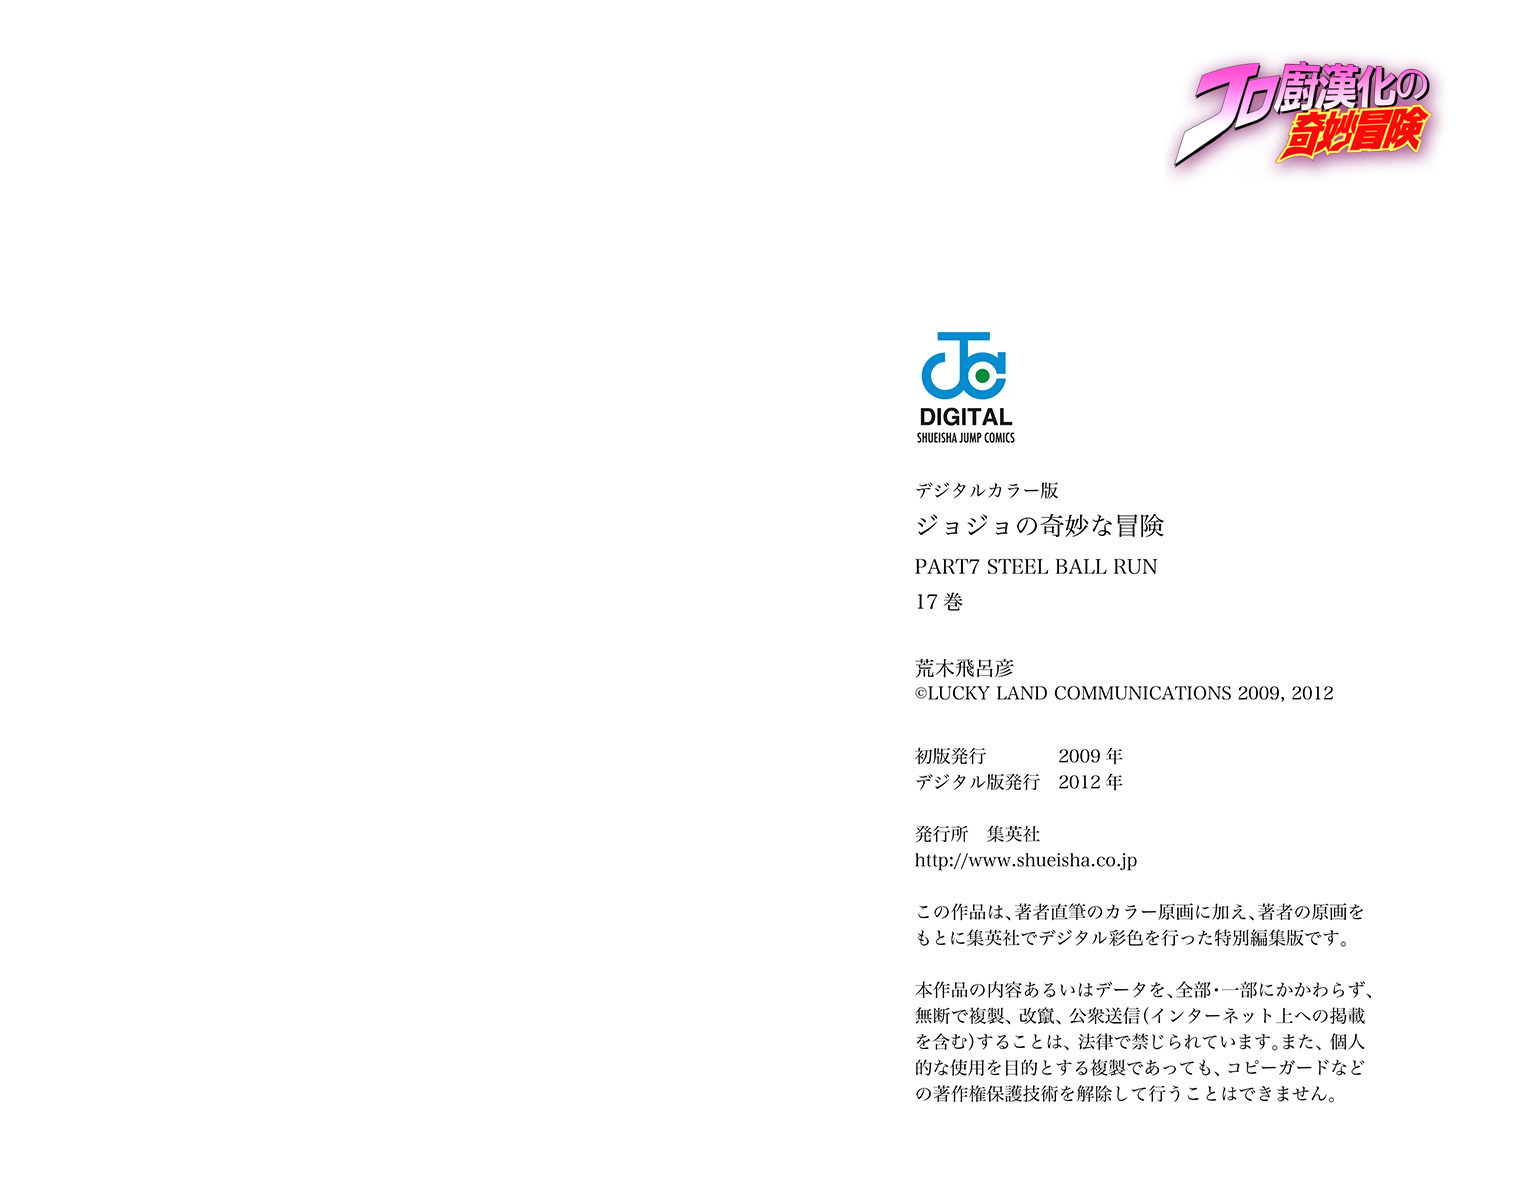 JO廚漢化の
奇妙冒険
JC
DIGITAL
SHUEISHA JUMP COMICS
デジタルカラー版
ジョジョの奇妙な冒険
PART7 STEEL BALL RUN
17 巻
荒木飛呂彦
©LUCKY LAND COMMUNICATIONS 2009, 2012
初版発行 2009 年
デジタル版発行 2012 年
発行所 集英社
http://www.shueisha.co.jp
この作品は、著者直筆のカラー原画に加え、著者の原画を
もとに集英社でデジタル彩色を行った特別編集版です。
本作品の内容あるいはデータを、全部・一部にかかわらず、
無断で複製、改竄、公衆送信(インターネット上への掲載
を含む)することは、法律で禁じられています。また、個人
的な使用を目的とする複製であっても、コピーガードなど
の著作権保護技術を解除して行うことはできません。